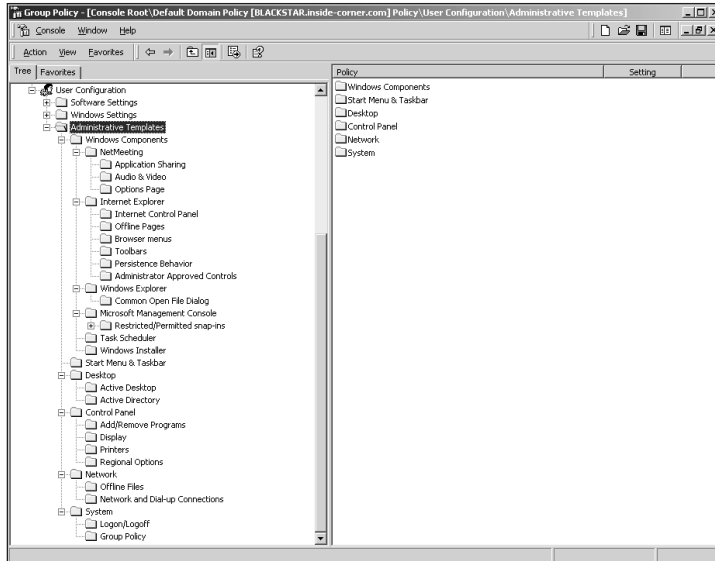 Group Policy - [Console Root\Default Domain Policy [BLACKSTAR.inside-corner.com] Policy\User Configuration\Administrative Templates]
Console Window Help
Action View Favorites
Tree Favorites
Policy Setting
User Configuration
Software Settings
Windows Settings
Administrative Templates
Windows Components
NetMeeting
Application Sharing
Audio & Video
Options Page
Internet Explorer
Internet Control Panel
Offline Pages
Browser menus
Toolbars
Persistence Behavior
Administrator Approved Controls
Windows Explorer
Common Open File Dialog
Microsoft Management Console
Restricted/Permitted snap-ins
Task Scheduler
Windows Installer
Start Menu & Taskbar
Desktop
Active Desktop
Active Directory
Control Panel
Add/Remove Programs
Display
Printers
Regional Options
Network
Offline Files
Network and Dial-up Connections
System
Logon/Logoff
Group Policy
Windows Components
Start Menu & Taskbar
Desktop
Control Panel
Network
System